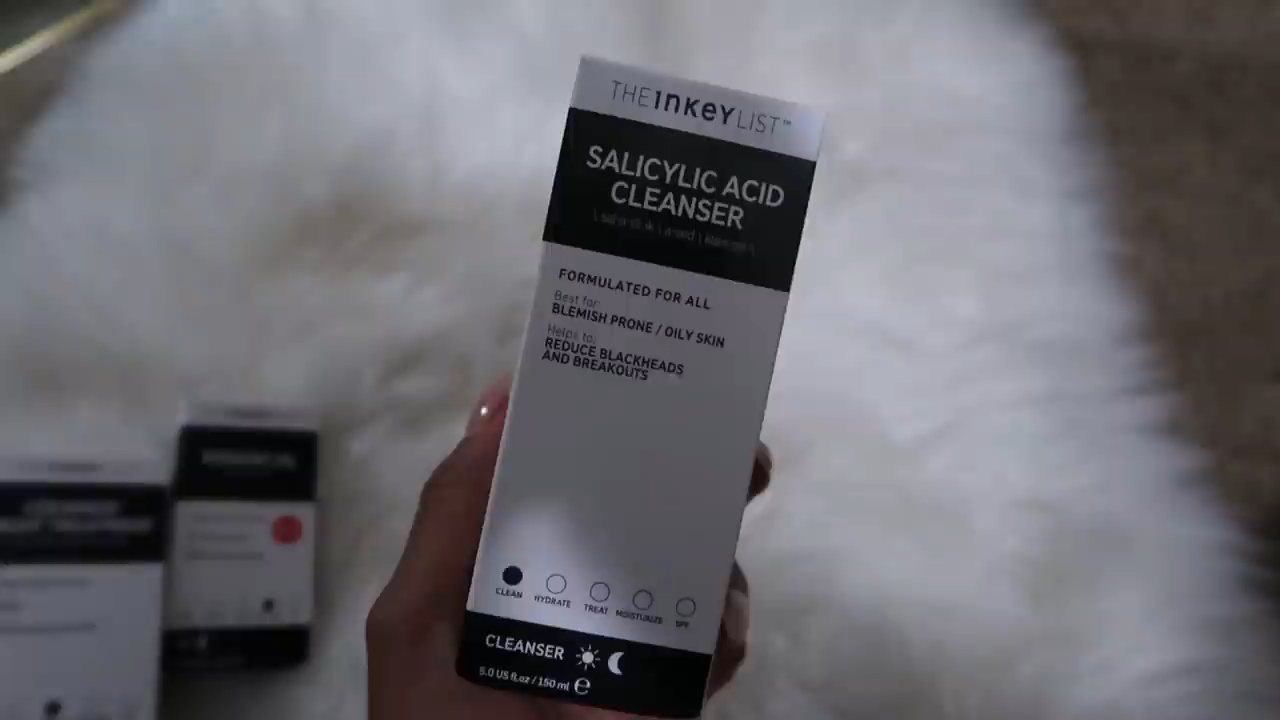 THE INKEY LIST™
SALICYLIC ACID
CLEANSER
FORMULATED FOR ALL
Best for:
BLEMISH PRONE / OILY SKIN
Helps to:
REDUCE BLACKHEADS
AND BREAKOUTS
CLEAN HYDRATE TREAT MOISTURIZE SPF
CLEANSER
5.0 US fl.oz / 150 ml ℮